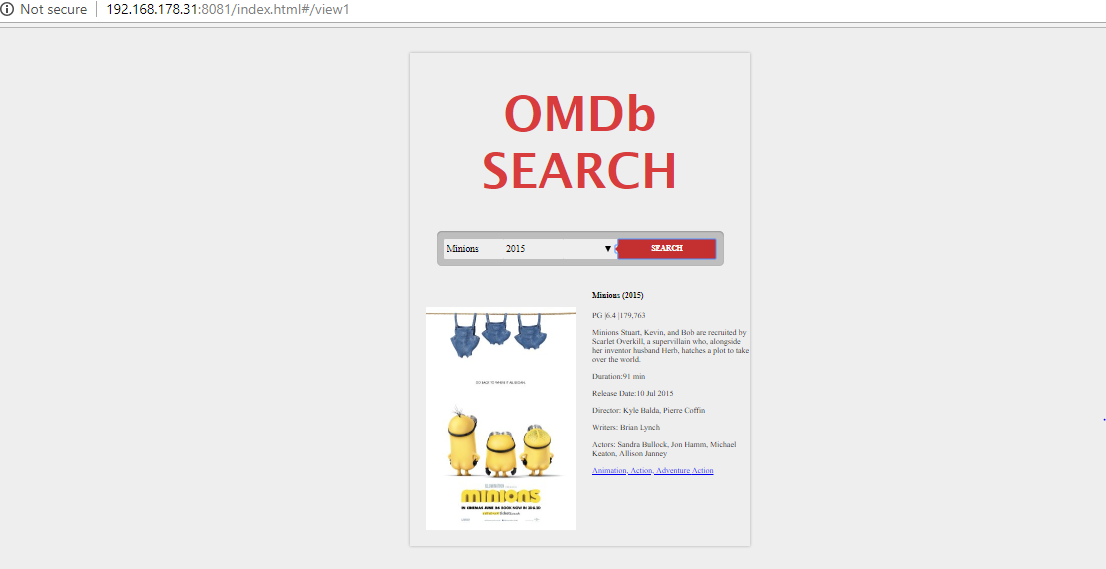 Not secure | 192.168.178.31:8081/index.html#/view1
OMDb
SEARCH
Minions 2015 ▼ SEARCH
Minions (2015)
PG |6.4 |179,763
Minions Stuart, Kevin, and Bob are recruited by
Scarlet Overkill, a supervillain who, alongside
her inventor husband Herb, hatches a plot to take
over the world.
Duration:91 min
Release Date:10 Jul 2015
Director: Kyle Balda, Pierre Coffin
Writers: Brian Lynch
Actors: Sandra Bullock, Jon Hamm, Michael
Keaton, Allison Janney
Animation, Action, Adventure Action
minions